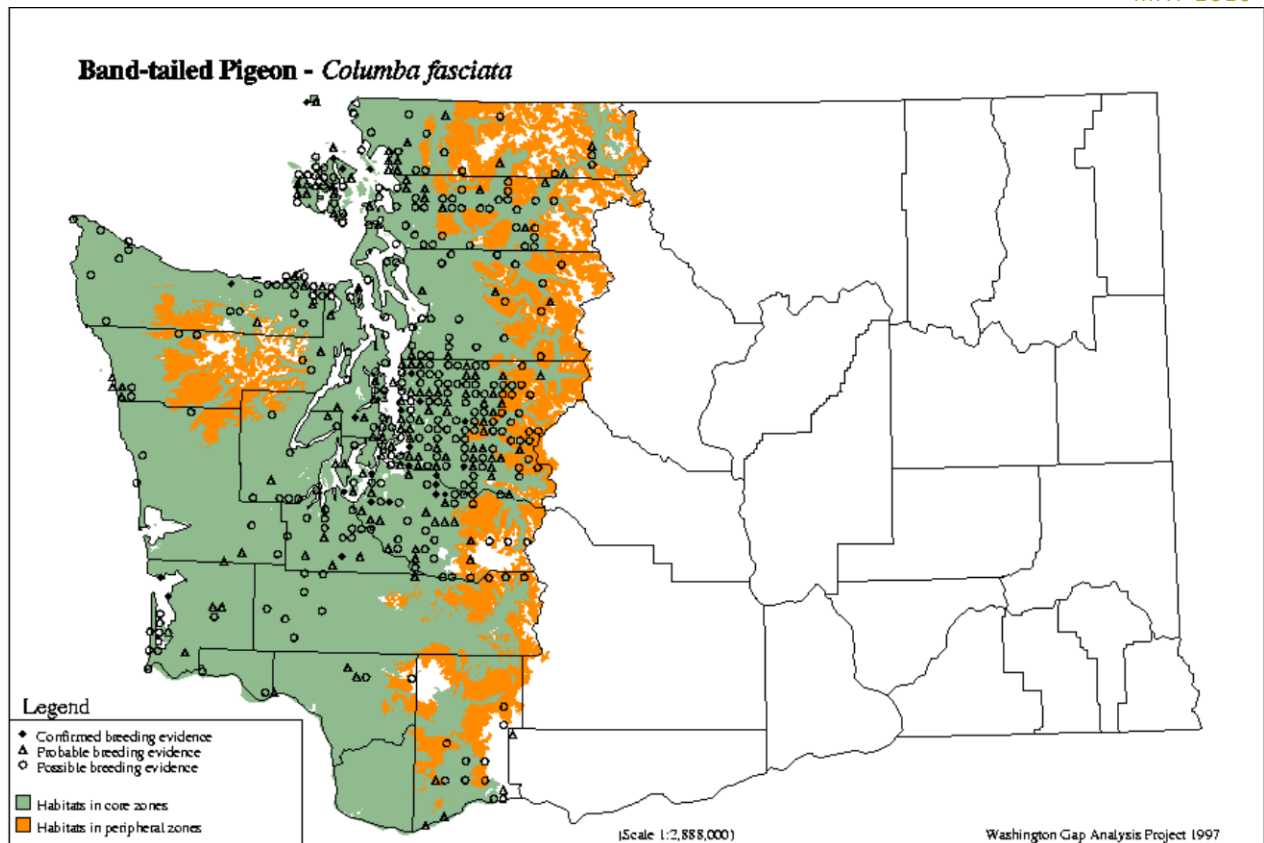 Band-tailed Pigeon - Columba fasciata
Legend
Confirmed breeding evidence
Probable breeding evidence
Possible breeding evidence
Habitats in core zones
Habitats in peripheral zones
(Scale 1:2,888,000)
Washington Gap Analysis Project 1997